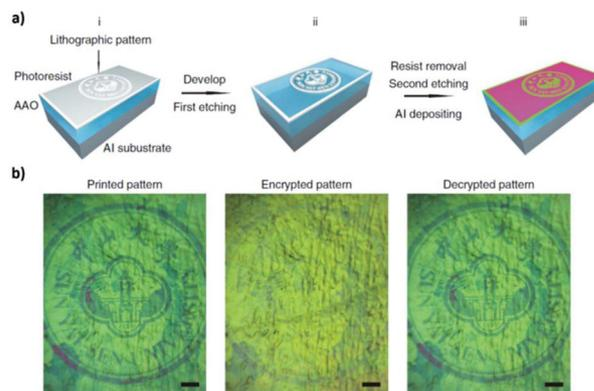 a)
i
ii
iii
Lithographic pattern
Photoresist
AAO
Al subustrate
Develop
First etching
Resist removal
Second etching
Al depositing
b)
Printed pattern
Encrypted pattern
Decrypted pattern